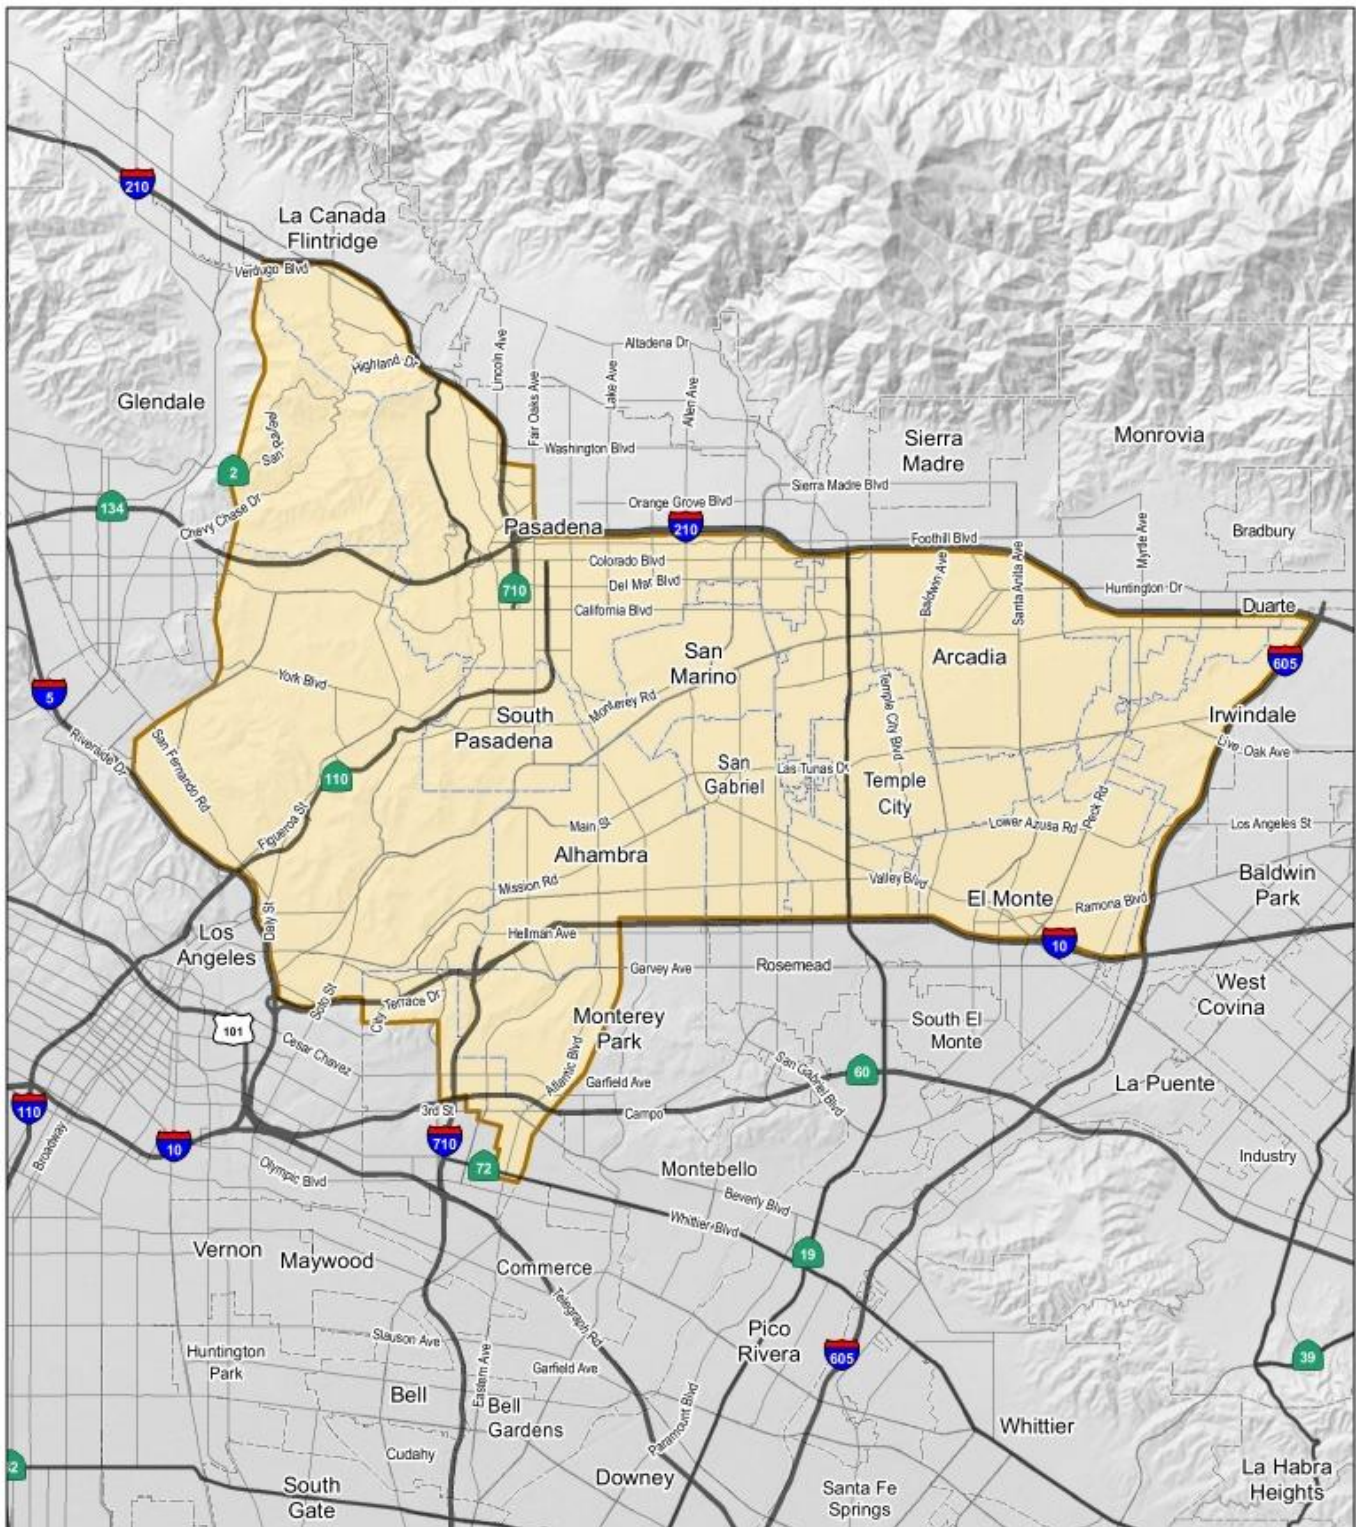 210
La Canada
Flintridge
Verdugo Blvd
Highland Dr
Lincoln Ave
Fair Oaks Ave
Lake Ave
Altadena Dr
Allen Ave
Glendale
San Rafael
Washington Blvd
Sierra
Madre
Monrovia
2
134
Chevy Chase Dr
Sierra Madre Blvd
Orange Grove Blvd
Pasadena
210
Foothill Blvd
Myrtle Ave
Bradbury
Colorado Blvd
Del Mar Blvd
California Blvd
710
Baldwin Ave
Santa Anita Ave
Huntington Dr
Duarte
605
5
York Blvd
San
Marino
Arcadia
Monterey Rd
South
Pasadena
Temple City Blvd
Irwindale
Live Oak Ave
Riverside Dr
San Fernando Rd
110
San
Gabriel
Las Tunas Dr
Temple
City
Figueroa St
Main St
Lower Azusa Rd
Peck Rd
Los Angeles St
Alhambra
Mission Rd
Valley Blvd
El Monte
Ramona Blvd
Baldwin
Park
Daly St
Los
Angeles
Hellman Ave
10
Garvey Ave
Rosemead
West
Covina
Soto St
City Terrace Dr
101
Cesar Chavez
Monterey
Park
South El
Monte
Atlantic Blvd
Garfield Ave
San Gabriel Blvd
60
La Puente
110
Broadway
10
3rd St
710
Campo
72
Olympic Blvd
Montebello
Industry
Beverly Blvd
Whittier Blvd
Vernon
Maywood
Commerce
19
Telegraph Rd
Slauson Ave
Huntington
Park
Eastern Ave
Garfield Ave
Pico
Rivera
605
39
Bell
Bell
Gardens
Paramount Blvd
Whittier
Cudahy
South
Gate
Downey
Santa Fe
Springs
La Habra
Heights